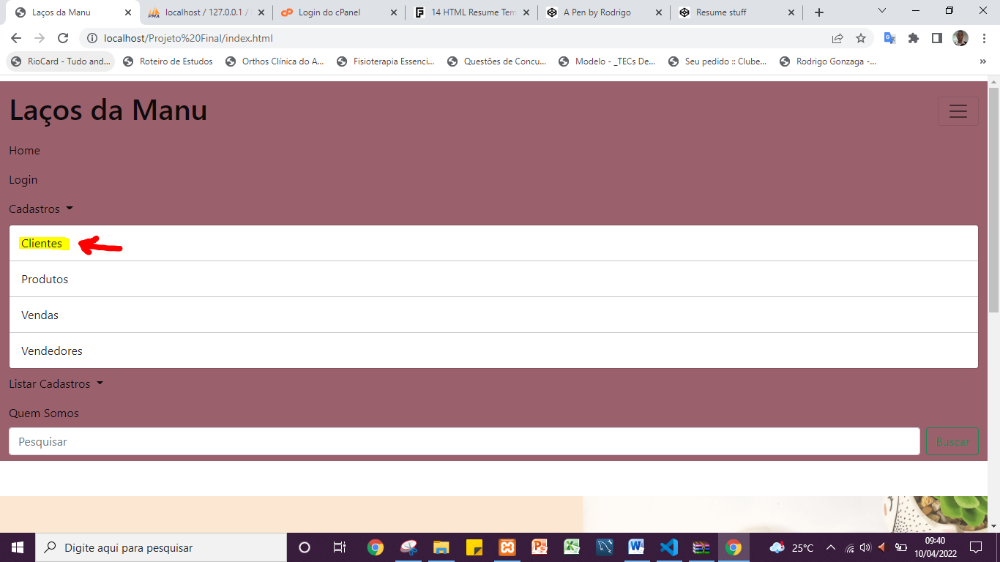 Laços da Manu
localhost / 127.0.0.1 /
Login do cPanel
14 HTML Resume Tem
A Pen by Rodrigo
Resume stuff
localhost/Projeto%20Final/index.html
RioCard - Tudo and...
Roteiro de Estudos
Orthos Clínica do A...
Fisioterapia Essenci...
Questões de Concu...
Modelo - _TECs De...
Seu pedido :: Clube...
Rodrigo Gonzaga -...
Laços da Manu
Home
Login
Cadastros
Clientes
Produtos
Vendas
Vendedores
Listar Cadastros
Quem Somos
Pesquisar
Buscar
Digite aqui para pesquisar
25°C
09:40
10/04/2022